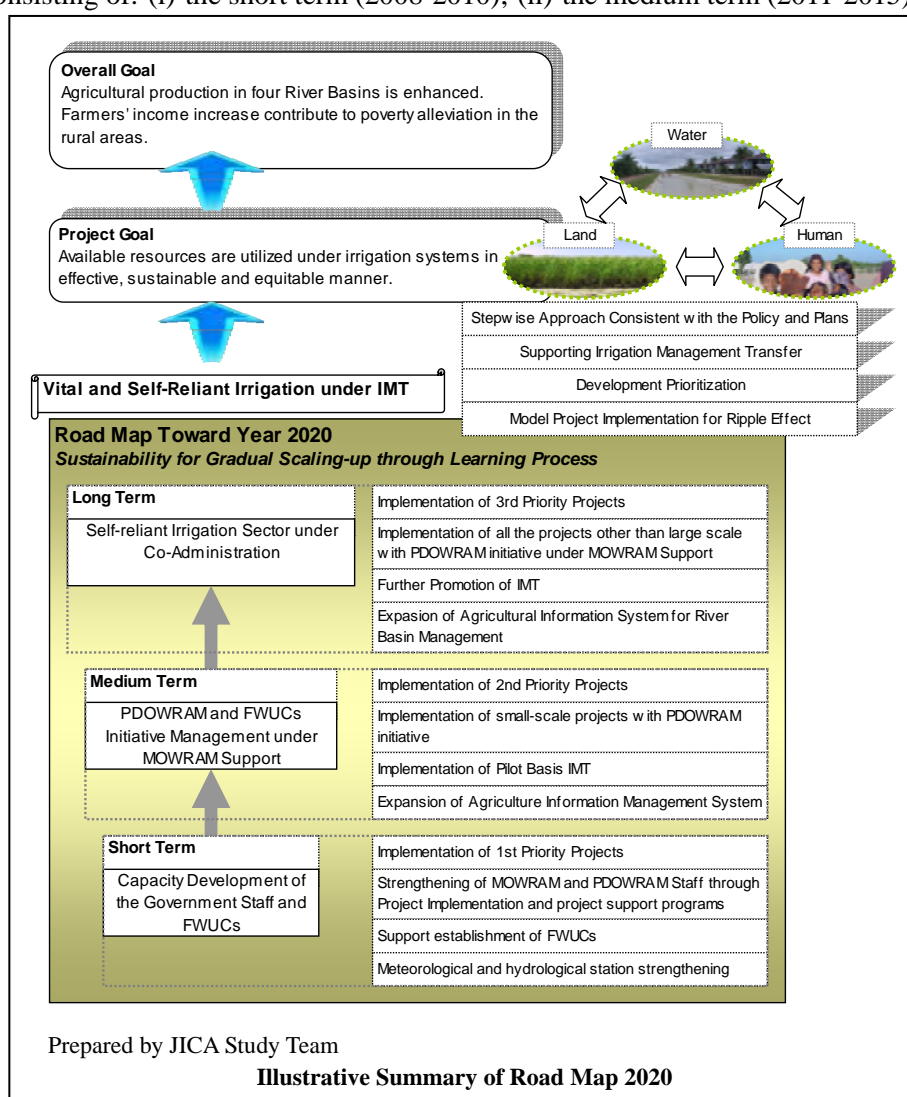 onsisting of: (i) the short term (2008-2010); (ii) the medium term (2011-2015)
Overall Goal
Agricultural production in four River Basins is enhanced.
Farmers' income increase contribute to poverty alleviation in the
rural areas.
Water
Land
Human
Project Goal
Available resources are utilized under irrigation systems in
effective, sustainable and equitable manner.
Stepwise Approach Consistent with the Policy and Plans
Supporting Irrigation Management Transfer
Development Prioritization
Model Project Implementation for Ripple Effect
Vital and Self-Reliant Irrigation under IMT
Road Map Toward Year 2020
Sustainability for Gradual Scaling-up through Learning Process
Long Term
Self-reliant Irrigation Sector under
Co-Administration
Implementation of 3rd Priority Projects
Implementation of all the projects other than large scale
with PDOWRAM initiative under MOWRAM Support
Further Promotion of IMT
Expasion of Agricultural Information System for River
Basin Management
Medium Term
PDOWRAM and FWUCs
Initiative Management under
MOWRAM Support
Implementation of 2nd Priority Projects
Implementation of small-scale projects with PDOWRAM
initiative
Implementation of Pilot Basis IMT
Expansion of Agriculture Information Management System
Short Term
Capacity Development of
the Government Staff and
FWUCs
Implementation of 1st Priority Projects
Strengthening of MOWRAM and PDOWRAM Staff through
Project Implementation and project support programs
Support establishment of FWUCs
Meteorological and hydrological station strengthening
Prepared by JICA Study Team
Illustrative Summary of Road Map 2020